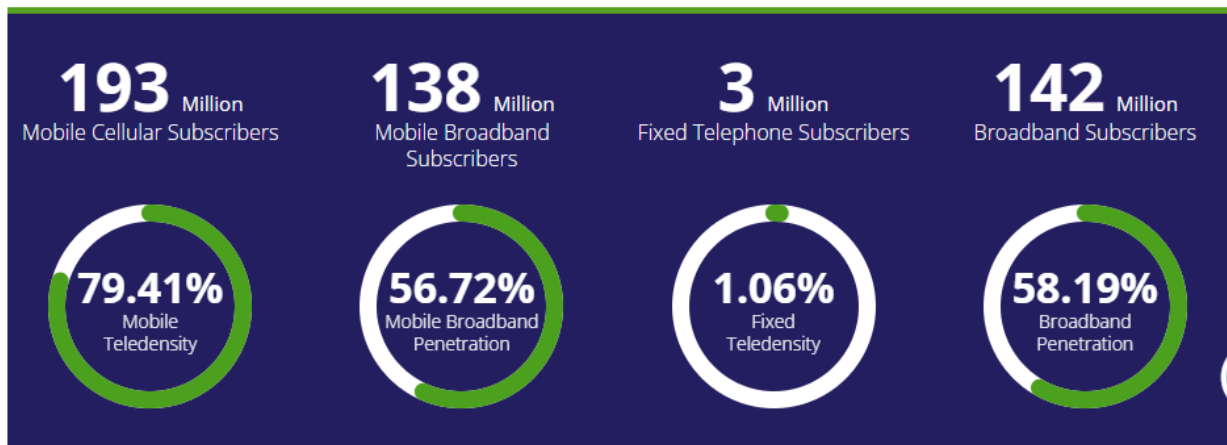 193 Million
Mobile Cellular Subscribers
79.41%
Mobile
Teledensity
138 Million
Mobile Broadband
Subscribers
56.72%
Mobile Broadband
Penetration
3 Million
Fixed Telephone Subscribers
1.06%
Fixed
Teledensity
142 Million
Broadband Subscribers
58.19%
Broadband
Penetration